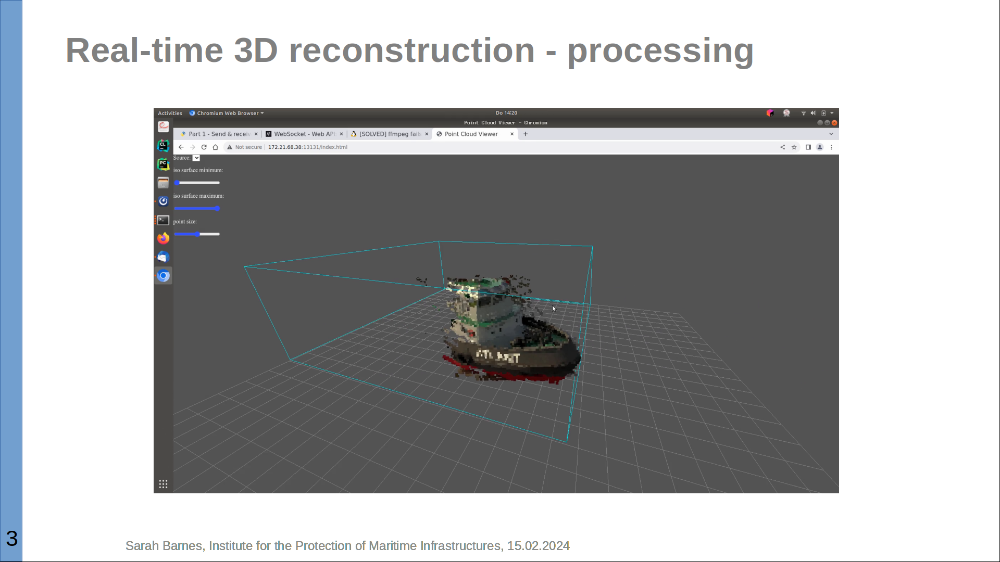 Real-time 3D reconstruction - processing
Activities
Chromium Web Browser
Do 14:20
Point Cloud Viewer - Chromium
Part 1 - Send & receiv
WebSocket - Web API
[SOLVED] ffmpeg fails
Point Cloud Viewer
Not secure
172.21.68.38:13131/index.html
Source:
iso surface minimum:
iso surface maximum:
point size:
CL
PC
3
Sarah Barnes, Institute for the Protection of Maritime Infrastructures, 15.02.2024